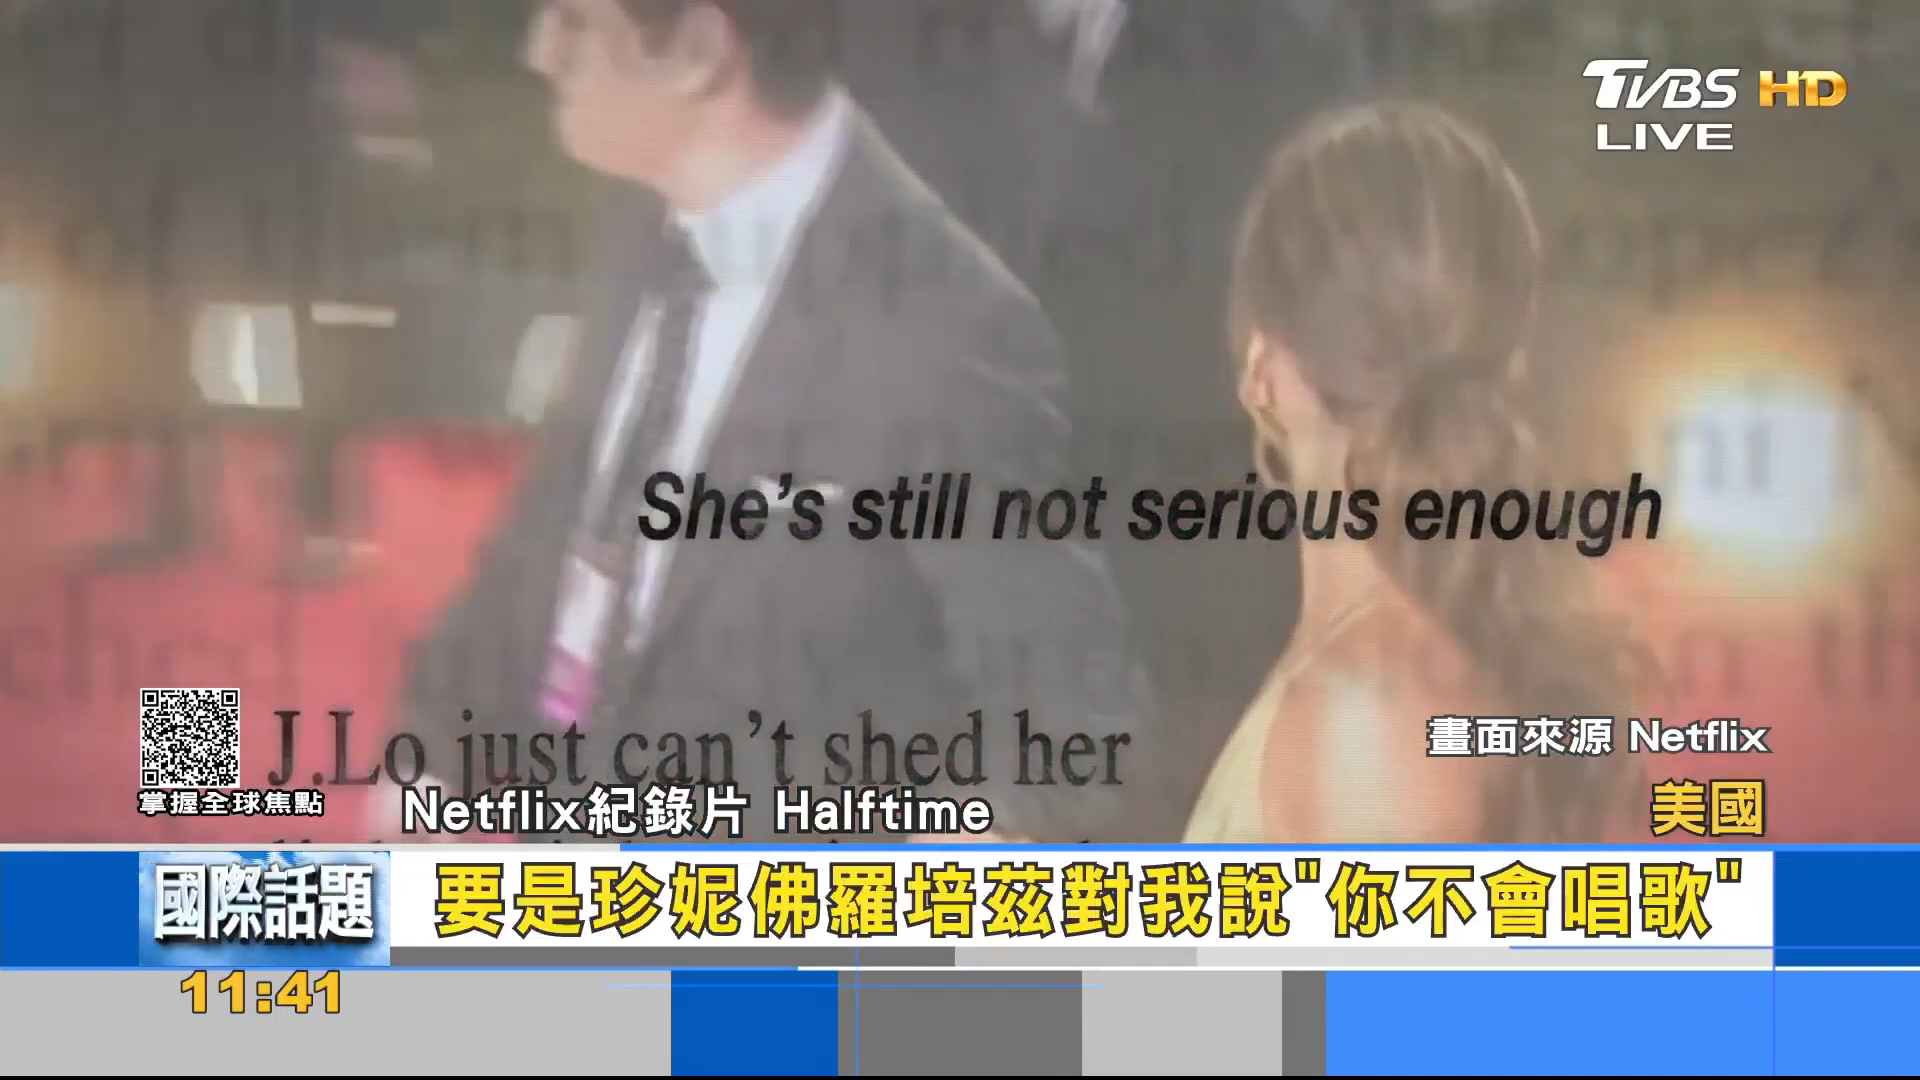 TVBS HD
LIVE
She's still not serious enough
J.Lo just can't shed her
畫面來源 Netflix
掌握全球焦點
Netflix紀錄片 Halftime
美國
國際話題
要是珍妮佛羅培茲對我說"你不會唱歌"
11:41